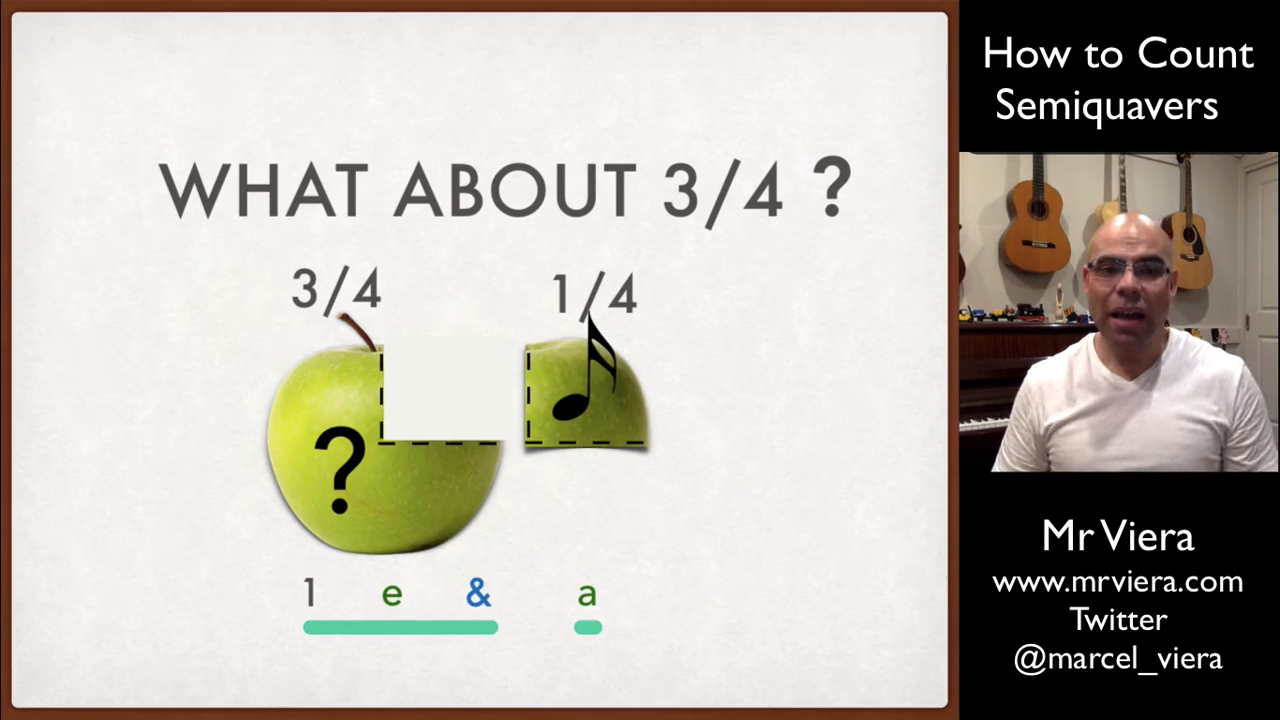 WHAT ABOUT 3/4 ?
3/4 1/4
?
1 e & a
How to Count
Semiquavers
Mr Viera
www.mrviera.com
Twitter
@marcel_viera